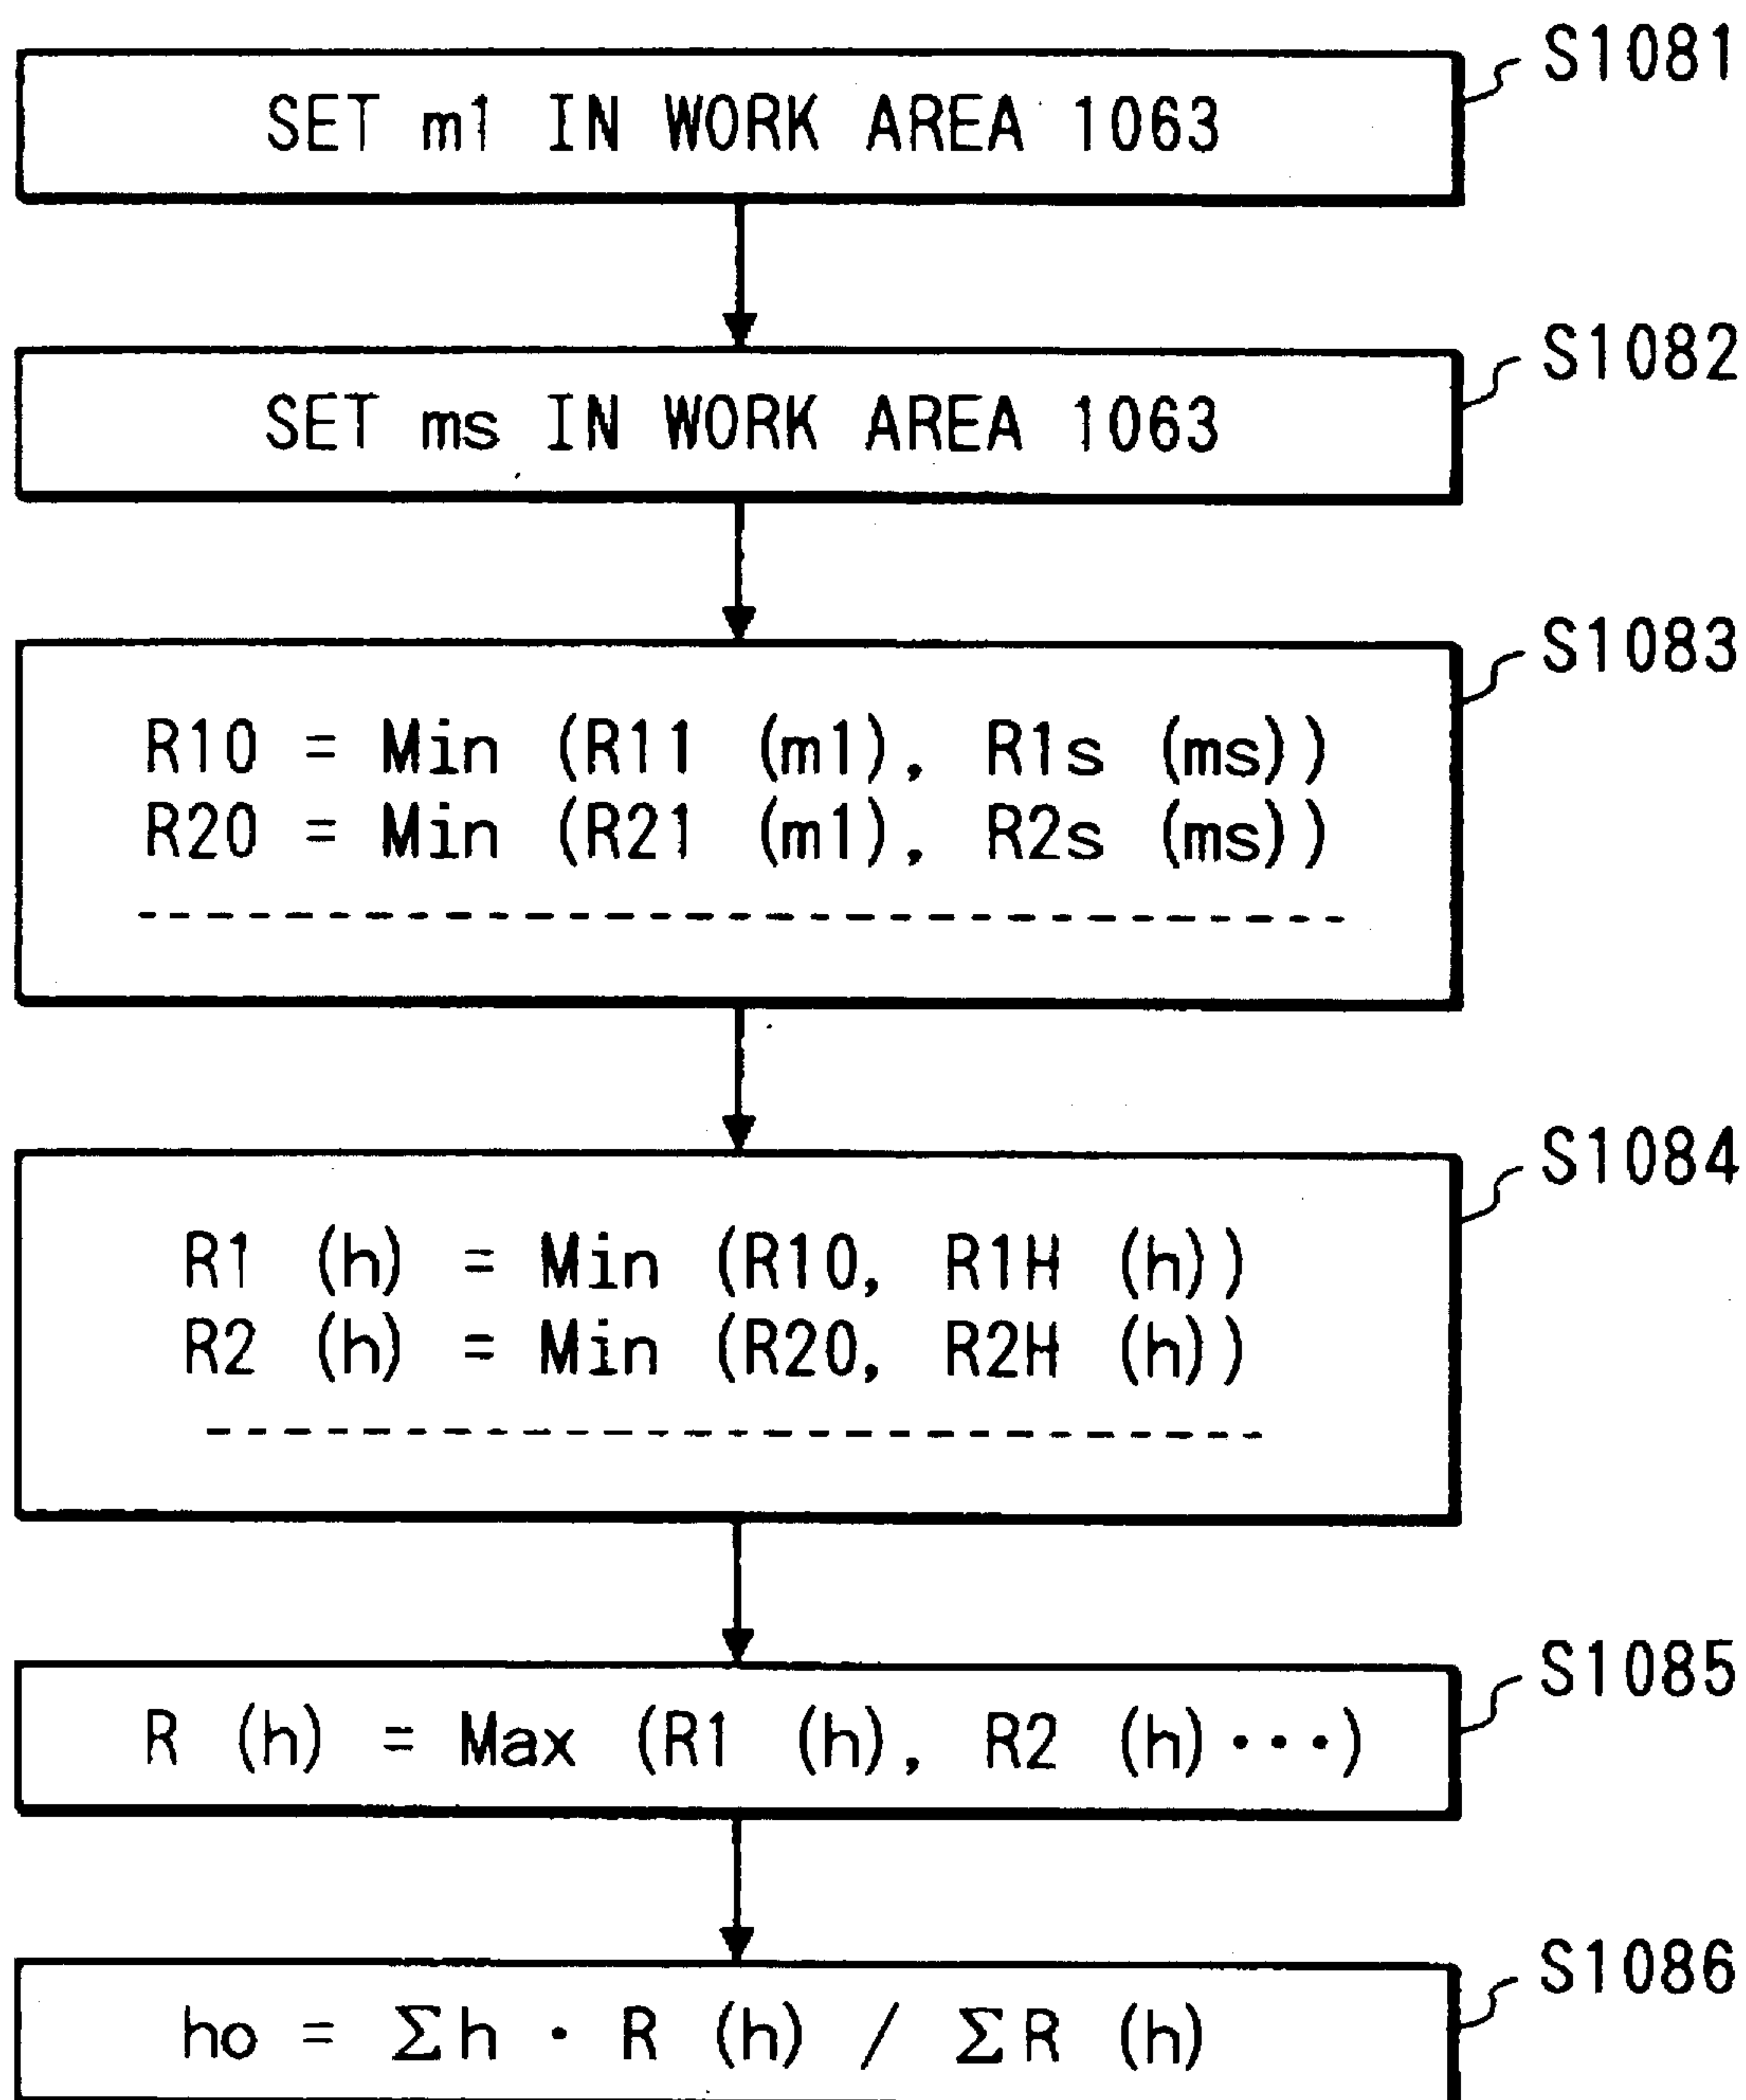 S1081
SET m1 IN WORK AREA 1063
S1082
SET ms IN WORK AREA 1063
S1083
R10 = Min (R11 (m1), R1s (ms))
R20 = Min (R21 (m1), R2s (ms))
S1084
R1 (h) = Min (R10, R1H (h))
R2 (h) = Min (R20, R2H (h))
S1085
R (h) = Max (R1 (h), R2 (h)・・・)
S1086
ho = Σh・R (h) / ΣR (h)